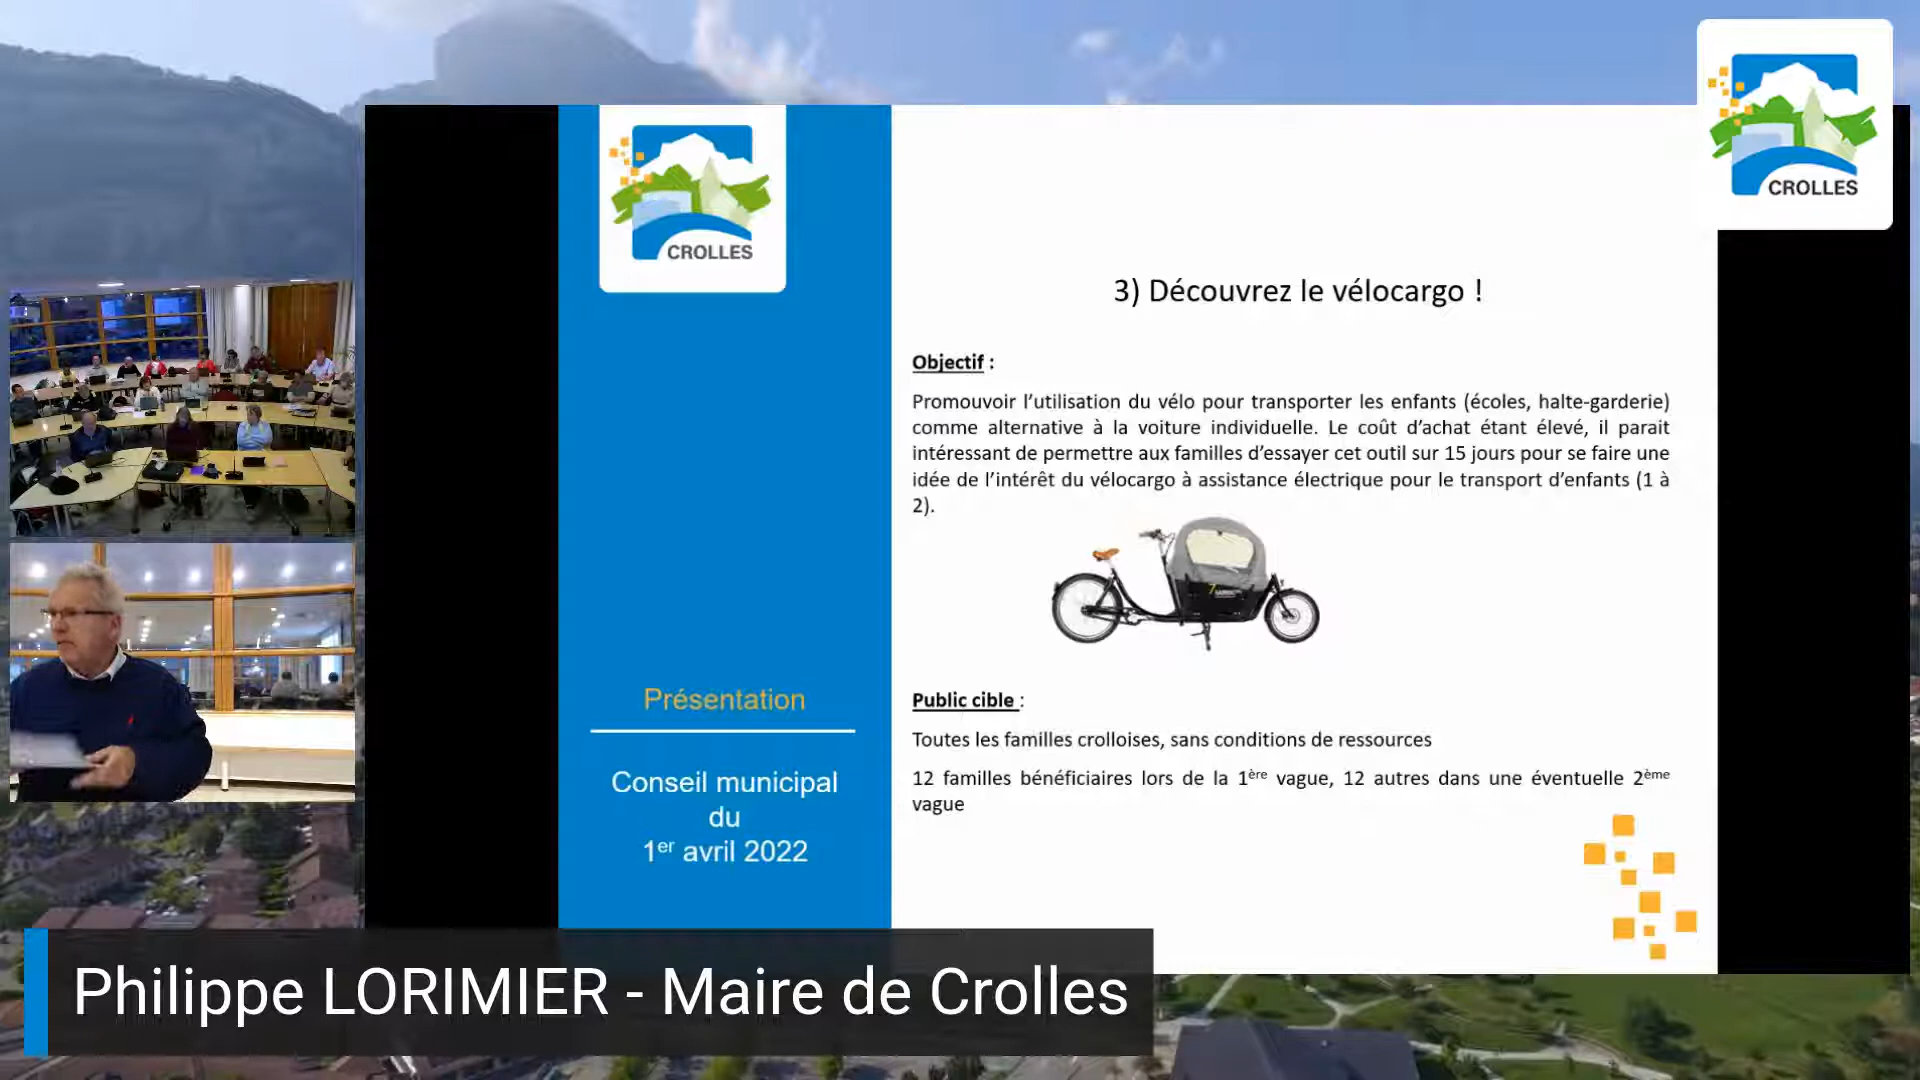 CROLLES
CROLLES
3) Découvrez le vélocargo !
Objectif :
Promouvoir l’utilisation du vélo pour transporter les enfants (écoles, halte-garderie)
comme alternative à la voiture individuelle. Le coût d’achat étant élevé, il parait
intéressant de permettre aux familles d’essayer cet outil sur 15 jours pour se faire une
idée de l’intérêt du vélocargo à assistance électrique pour le transport d’enfants (1 à
2).
Public cible :
Toutes les familles crolloises, sans conditions de ressources
12 familles bénéficiaires lors de la 1ère vague, 12 autres dans une éventuelle 2ème
vague
Présentation
Conseil municipal
du
1er avril 2022
Philippe LORIMIER - Maire de Crolles